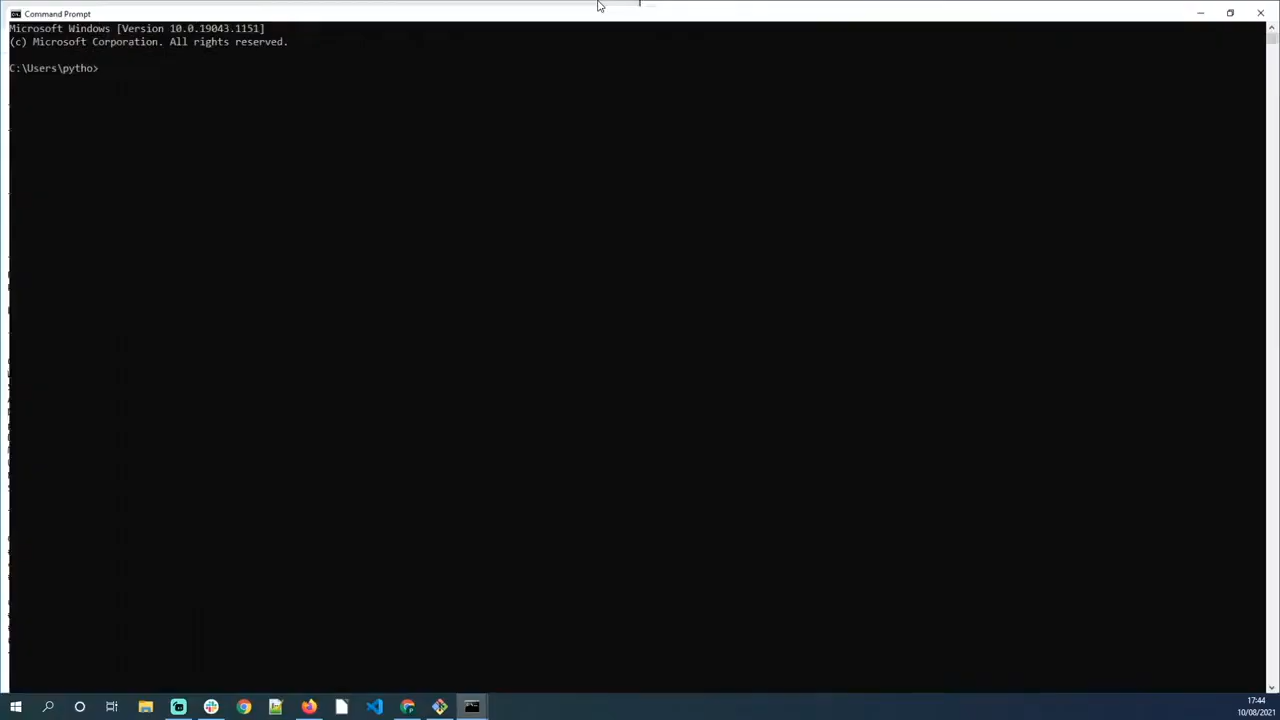 Command Prompt
Microsoft Windows [Version 10.0.19043.1151]
(c) Microsoft Corporation. All rights reserved.
C:\Users\pytho>
17:44
10/08/2021